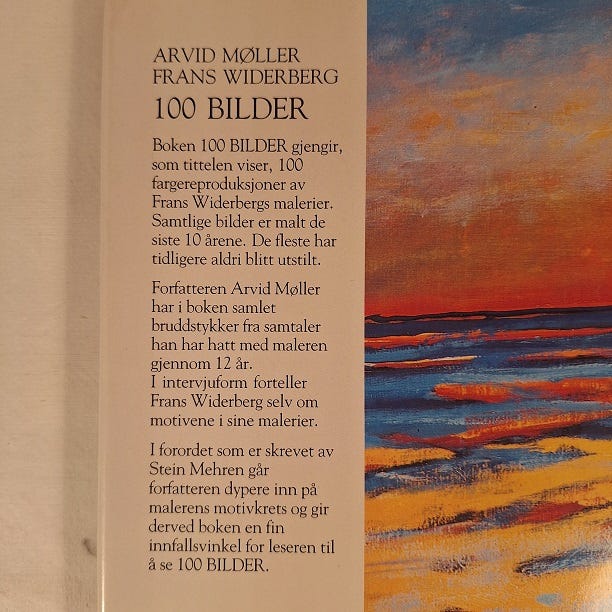 ARVID MØLLER
FRANS WIDERBERG
100 BILDER
Boken 100 BILDER gjengir,
som tittelen viser, 100
fargereproduksjoner av
Frans Widerbergs malerier.
Samtlige bilder er malt de
siste 10 årene. De fleste har
tidligere aldri blitt utstilt.
Forfatteren Arvid Møller
har i boken samlet
bruddstykker fra samtaler
han har hatt med maleren
gjennom 12 år.
I intervjuform forteller
Frans Widerberg selv om
motivene i sine malerier.
I forordet som er skrevet av
Stein Mehren går
forfatteren dypere inn på
malerens motivkrets og gir
derved boken en fin
innfallsvinkel for leseren til
å se 100 BILDER.